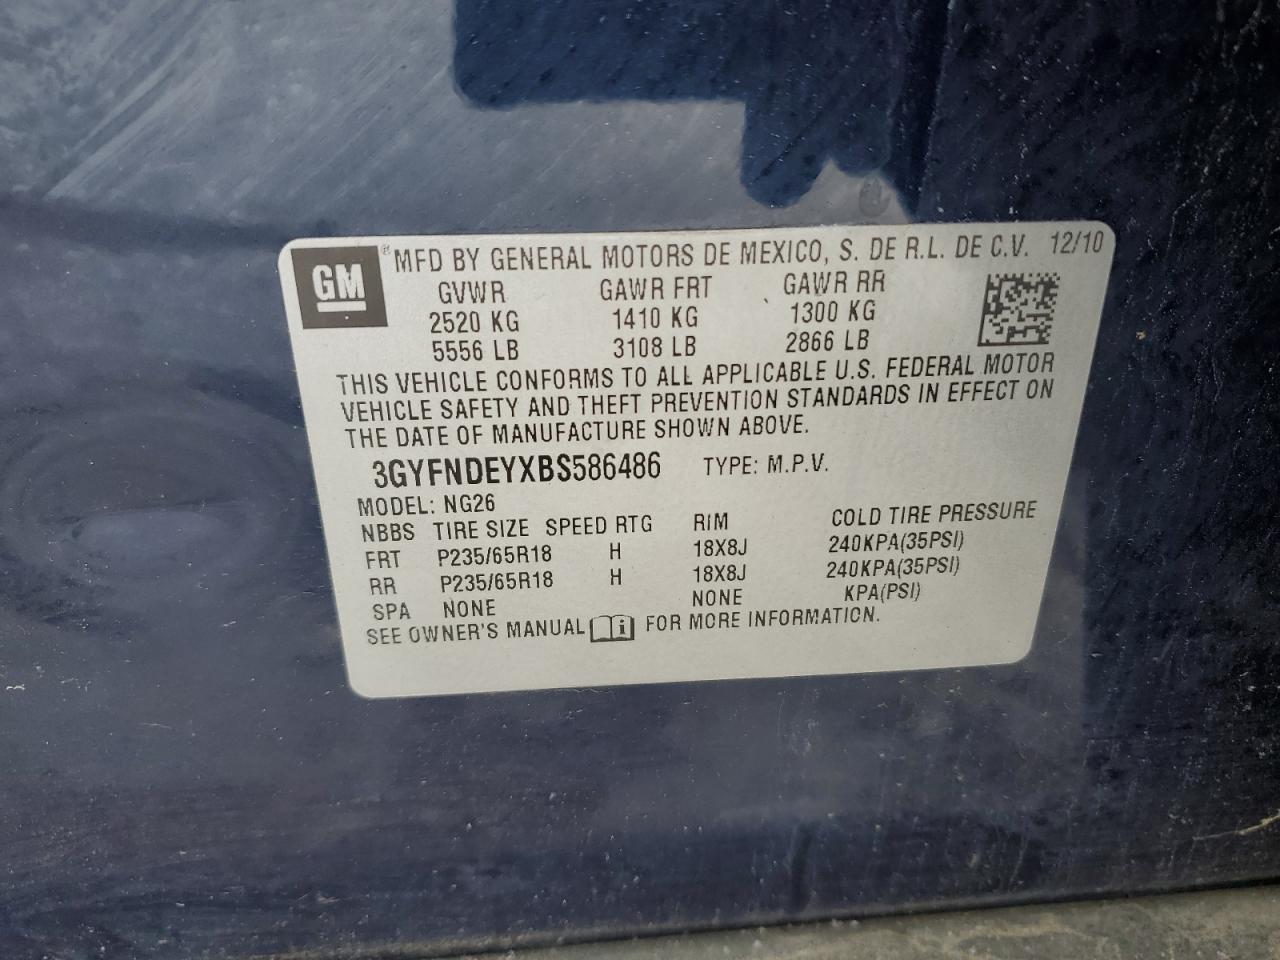 GM ® MFD BY GENERAL MOTORS DE MEXICO, S. DE R.L. DE C.V. 12/10
GVWR GAWR FRT GAWR RR
2520 KG 1410 KG 1300 KG
5556 LB 3108 LB 2866 LB
THIS VEHICLE CONFORMS TO ALL APPLICABLE U.S. FEDERAL MOTOR
VEHICLE SAFETY AND THEFT PREVENTION STANDARDS IN EFFECT ON
THE DATE OF MANUFACTURE SHOWN ABOVE.
3GYFNDEYXBS586486 TYPE: M.P.V.
MODEL: NG26
NBBS TIRE SIZE SPEED RTG RIM COLD TIRE PRESSURE
FRT P235/65R18 H 18X8J 240KPA(35PSI)
RR P235/65R18 H 18X8J 240KPA(35PSI)
SPA NONE NONE KPA(PSI)
SEE OWNER'S MANUAL i FOR MORE INFORMATION.